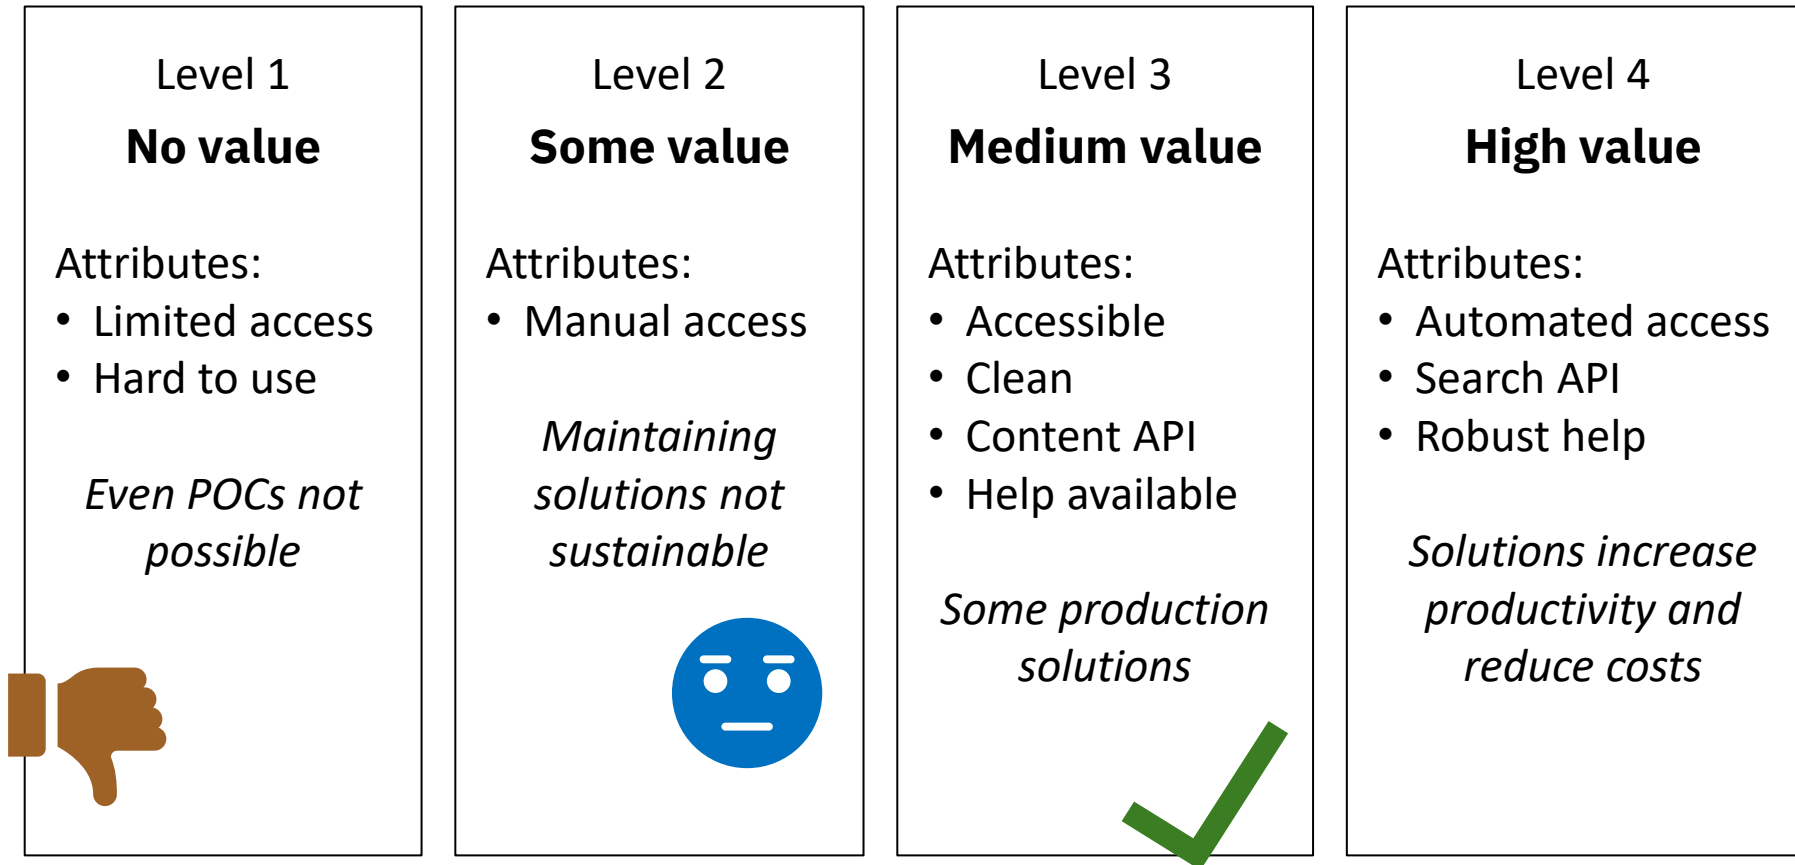 Level 1
No value
Attributes:
• Limited access
• Hard to use
Even POCs not
possible
Level 2
Some value
Attributes:
• Manual access
Maintaining
solutions not
sustainable
Level 3
Medium value
Attributes:
• Accessible
• Clean
• Content API
• Help available
Some production
solutions
Level 4
High value
Attributes:
• Automated access
• Search API
• Robust help
Solutions increase
productivity and
reduce costs